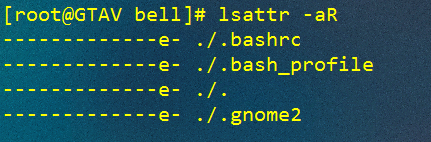 [root@GTAV bell]# lsattr -aR
-------------e- ./.bashrc
-------------e- ./.bash_profile
-------------e- ./.
-------------e- ./.gnome2